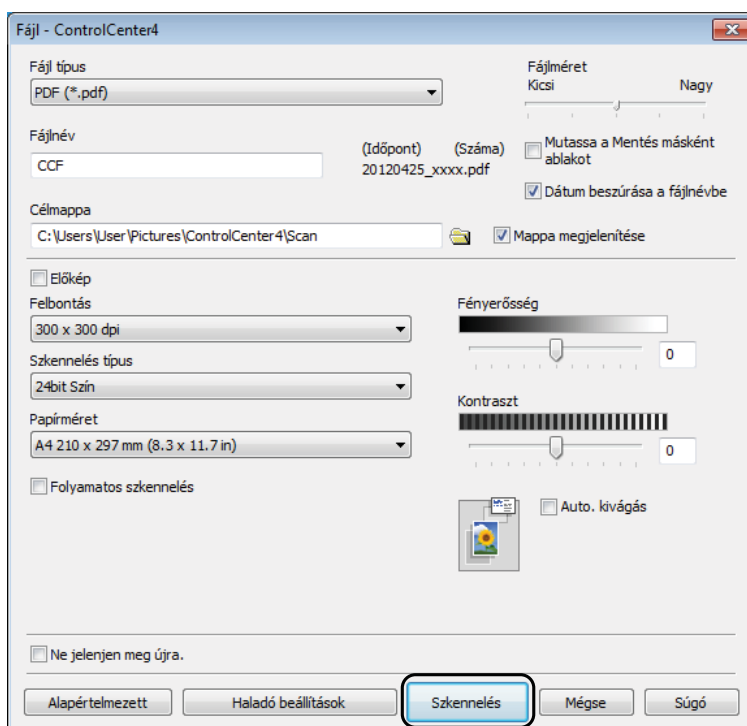 Fájl - ControlCenter4
Fájl típus
PDF (*.pdf)
Fájlméret
Kicsi Nagy
Fájlnév
CCF
(Időpont) (Száma)
20120425_xxxx.pdf
Mutassa a Mentés másként
ablakot
Dátum beszúrása a fájlnévbe
Célmappa
C:\Users\User\Pictures\ControlCenter4\Scan
Mappa megjelenítése
Előkép
Felbontás
300 x 300 dpi
Szkennelés típus
24bit Szín
Papírméret
A4 210 x 297 mm (8.3 x 11.7 in)
Folyamatos szkennelés
Fényerősség
0
Kontraszt
0
Auto. kivágás
Ne jelenjen meg újra.
Alapértelmezett Haladó beállítások Szkennelés Mégse Súgó